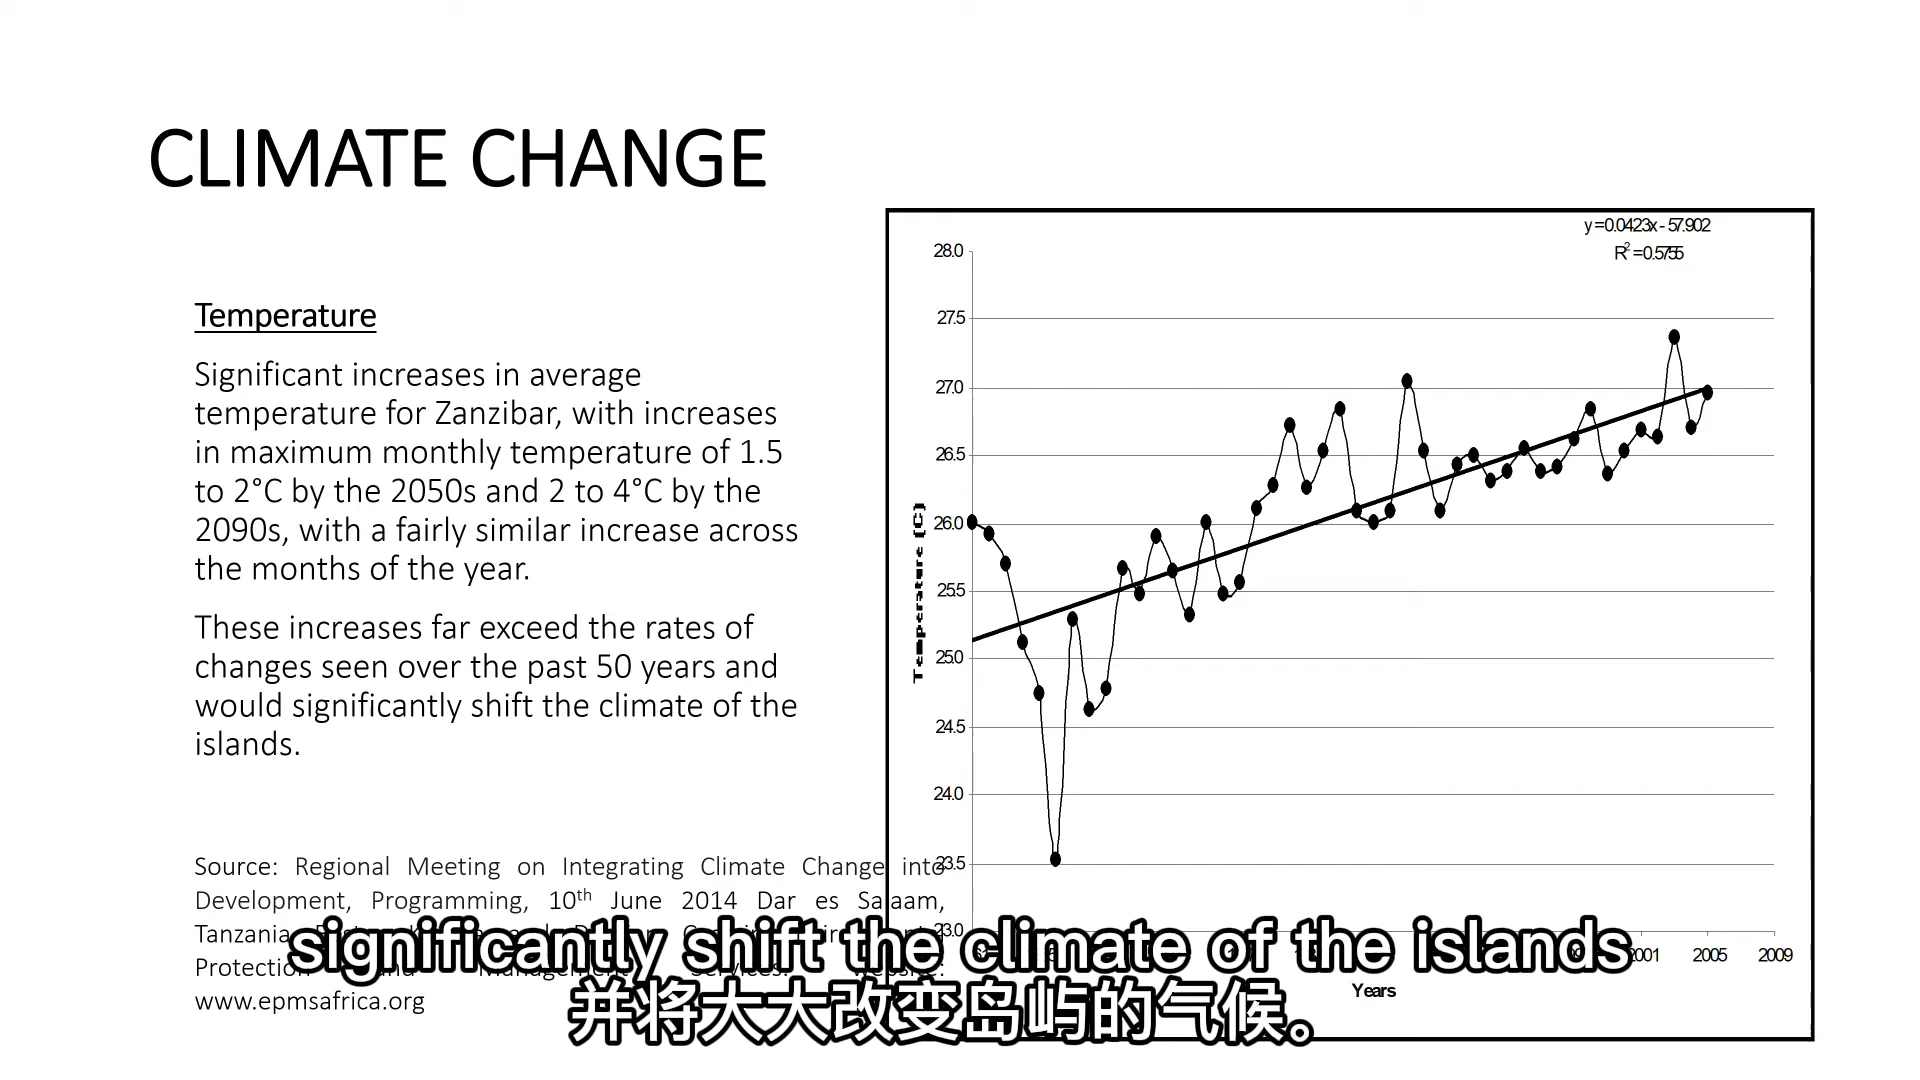 CLIMATE CHANGE
Temperature
Significant increases in average
temperature for Zanzibar, with increases
in maximum monthly temperature of 1.5
to 2°C by the 2050s and 2 to 4°C by the
2090s, with a fairly similar increase across
the months of the year.
These increases far exceed the rates of
changes seen over the past 50 years and
would significantly shift the climate of the
islands.
Source: Regional Meeting on Integrating Climate Change into
Development, Programming, 10th June 2014 Dar es Salaam,
Tanzania
Protection and Management Services. website:
www.epmsafrica.org
y = 0.0423x - 57.902
R² = 0.5755
28.0
27.5
27.0
26.5
26.0
25.5
25.0
24.5
24.0
23.5
23.0
Temperature (C)
2001 2005 2009
Years
significantly shift the climate of the islands
并将大大改变岛屿的气候。